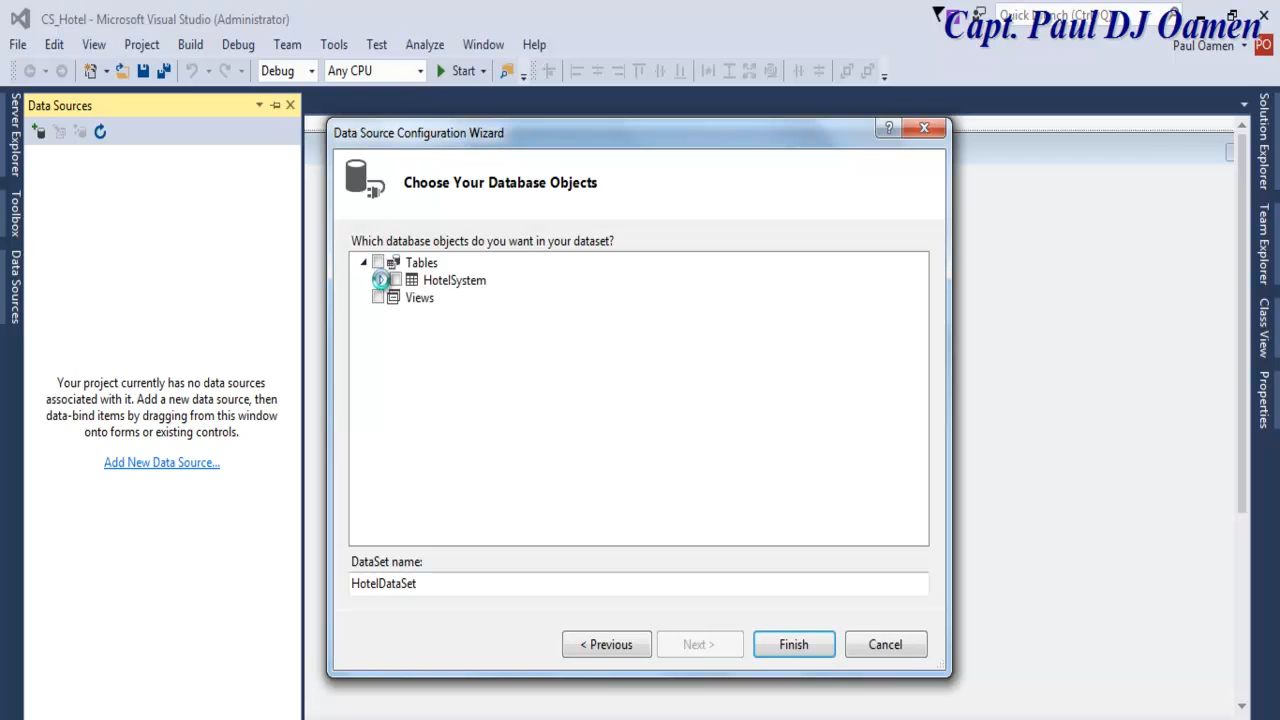 CS_Hotel - Microsoft Visual Studio (Administrator)
Quick Launch (Ctrl+Q)
Capt. Paul DJ Oamen
File Edit View Project Build Debug Team Tools Test Analyze Window Help
Paul Oamen
PO
Debug
Any CPU
Start
Data Sources
Server Explorer
Toolbox
Data Sources
Your project currently has no data sources
associated with it. Add a new data source, then
data-bind items by dragging from this window
onto forms or existing controls.
Add New Data Source...
Data Source Configuration Wizard
Choose Your Database Objects
Which database objects do you want in your dataset?
Tables
HotelSystem
Views
DataSet name:
HotelDataSet
< Previous
Next >
Finish
Cancel
Solution Explorer
Team Explorer
Class View
Properties